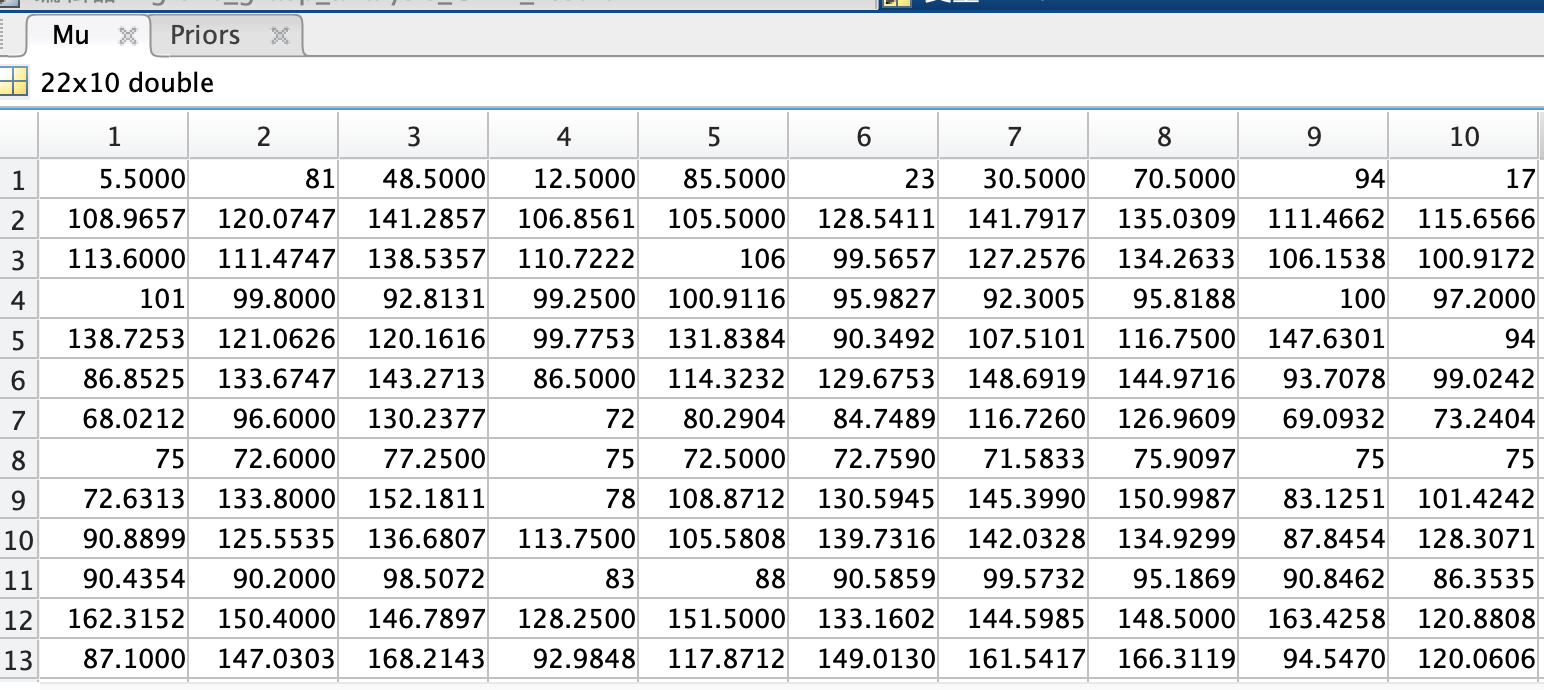 Mu Priors
22x10 double
1 2 3 4 5 6 7 8 9 10
1 5.5000 81 48.5000 12.5000 85.5000 23 30.5000 70.5000 94 17
2 108.9657 120.0747 141.2857 106.8561 105.5000 128.5411 141.7917 135.0309 111.4662 115.6566
3 113.6000 111.4747 138.5357 110.7222 106 99.5657 127.2576 134.2633 106.1538 100.9172
4 101 99.8000 92.8131 99.2500 100.9116 95.9827 92.3005 95.8188 100 97.2000
5 138.7253 121.0626 120.1616 99.7753 131.8384 90.3492 107.5101 116.7500 147.6301 94
6 86.8525 133.6747 143.2713 86.5000 114.3232 129.6753 148.6919 144.9716 93.7078 99.0242
7 68.0212 96.6000 130.2377 72 80.2904 84.7489 116.7260 126.9609 69.0932 73.2404
8 75 72.6000 77.2500 75 72.5000 72.7590 71.5833 75.9097 75 75
9 72.6313 133.8000 152.1811 78 108.8712 130.5945 145.3990 150.9987 83.1251 101.4242
10 90.8899 125.5535 136.6807 113.7500 105.5808 139.7316 142.0328 134.9299 87.8454 128.3071
11 90.4354 90.2000 98.5072 83 88 90.5859 99.5732 95.1869 90.8462 86.3535
12 162.3152 150.4000 146.7897 128.2500 151.5000 133.1602 144.5985 148.5000 163.4258 120.8808
13 87.1000 147.0303 168.2143 92.9848 117.8712 149.0130 161.5417 166.3119 94.5470 120.0606